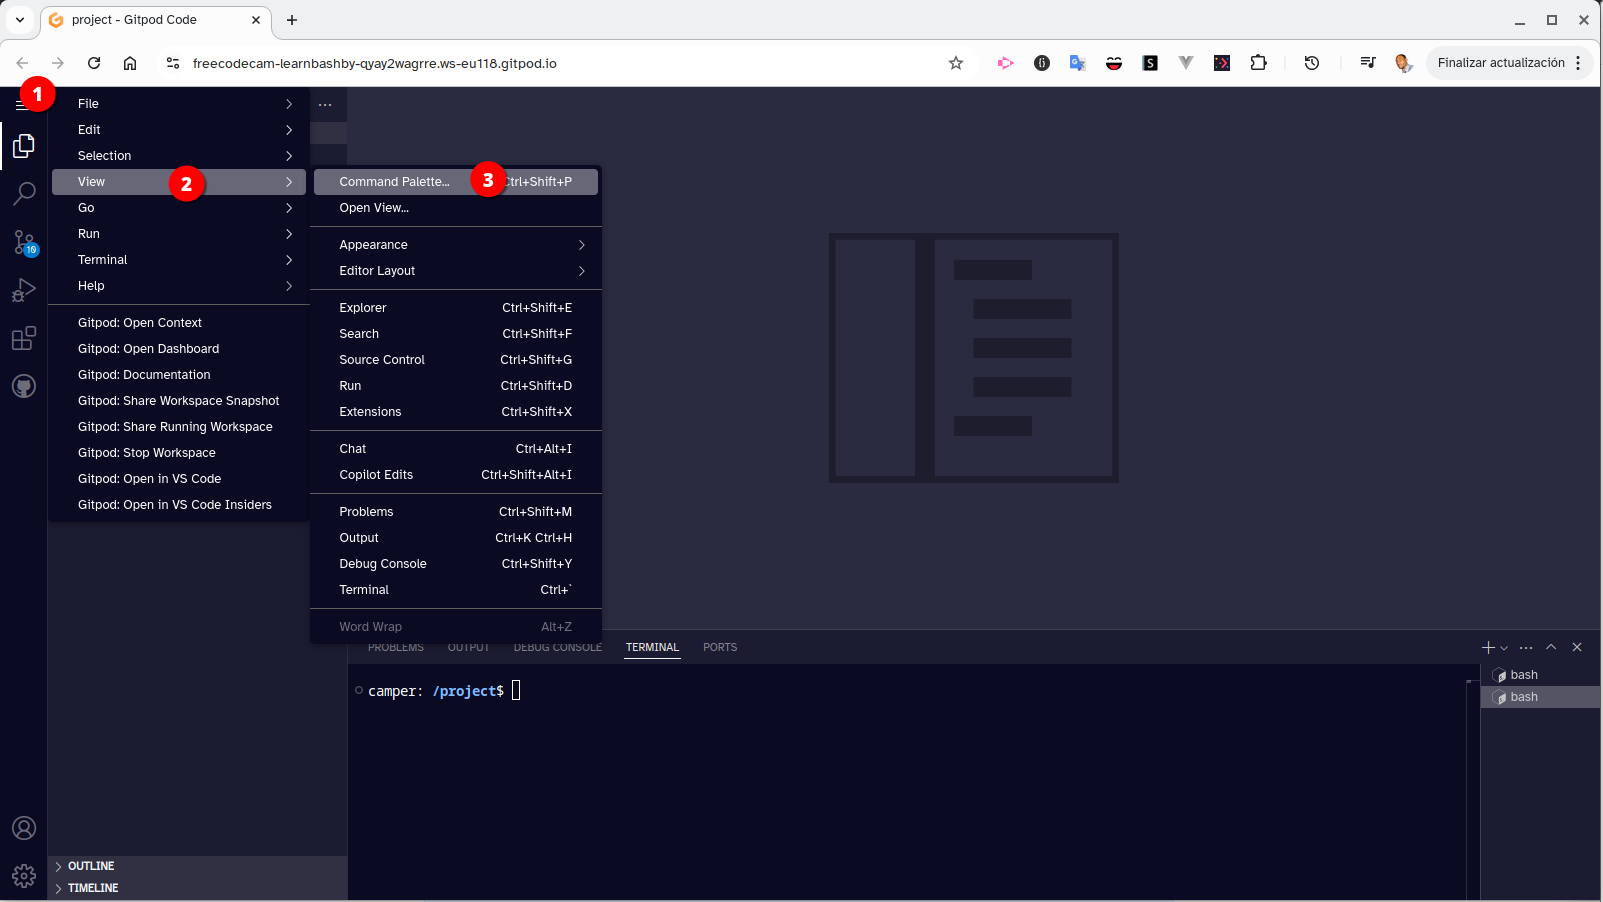 project - Gitpod Code
freecodecam-learnbashby-qyay2wagrre.ws-eu118.gitpod.io
Finalizar actualización
1
File
Edit
Selection
View
2
Go
Run
Terminal
Help
Gitpod: Open Context
Gitpod: Open Dashboard
Gitpod: Documentation
Gitpod: Share Workspace Snapshot
Gitpod: Share Running Workspace
Gitpod: Stop Workspace
Gitpod: Open in VS Code
Gitpod: Open in VS Code Insiders
Command Palette... 3 Ctrl+Shift+P
Open View...
Appearance
Editor Layout
Explorer Ctrl+Shift+E
Search Ctrl+Shift+F
Source Control Ctrl+Shift+G
Run Ctrl+Shift+D
Extensions Ctrl+Shift+X
Chat Ctrl+Alt+I
Copilot Edits Ctrl+Shift+Alt+I
Problems Ctrl+Shift+M
Output Ctrl+K Ctrl+H
Debug Console Ctrl+Shift+Y
Terminal Ctrl+`
Word Wrap Alt+Z
10
PROBLEMS OUTPUT DEBUG CONSOLE TERMINAL PORTS
camper: /project$
bash
bash
OUTLINE
TIMELINE